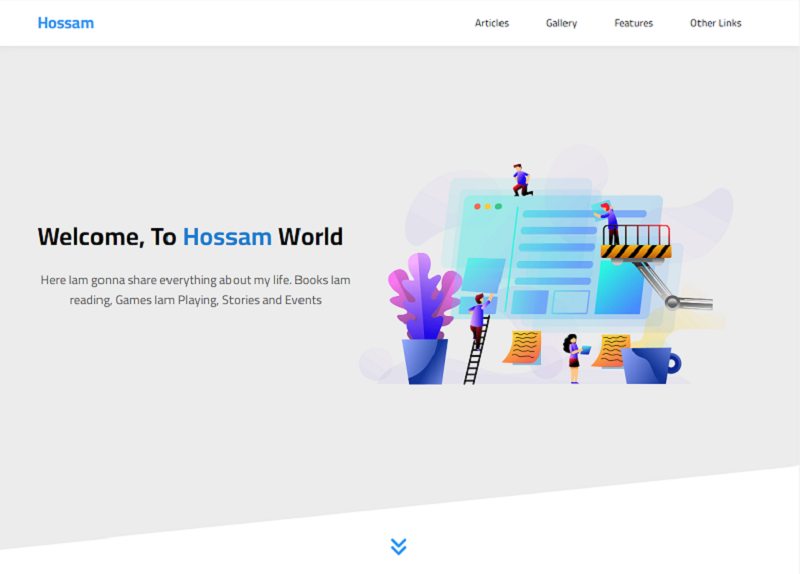 Hossam
Articles
Gallery
Features
Other Links
Welcome, To Hossam World
Here Iam gonna share everything about my life. Books Iam
reading, Games Iam Playing, Stories and Events